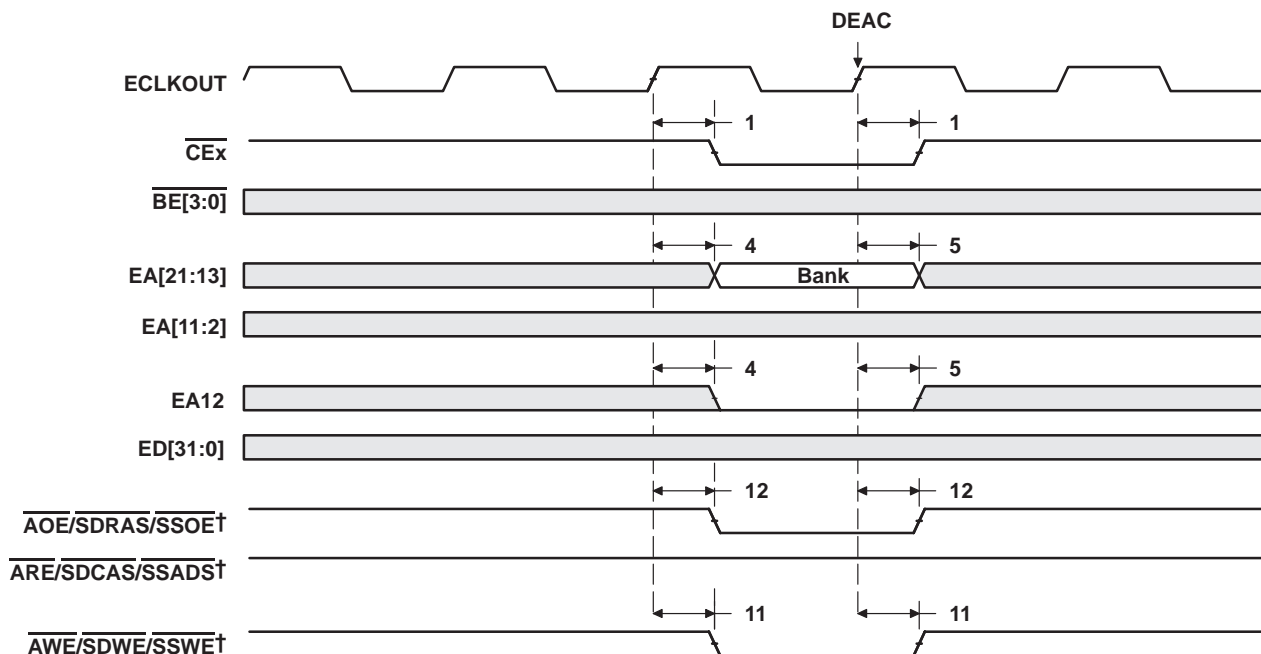 DEAC
ECLKOUT
1 1
CEx
BE[3:0]
4 5
EA[21:13] Bank
EA[11:2]
4 5
EA12
ED[31:0]
12 12
AOE/SDRAS/SSOE†
ARE/SDCAS/SSADS†
11 11
AWE/SDWE/SSWE†